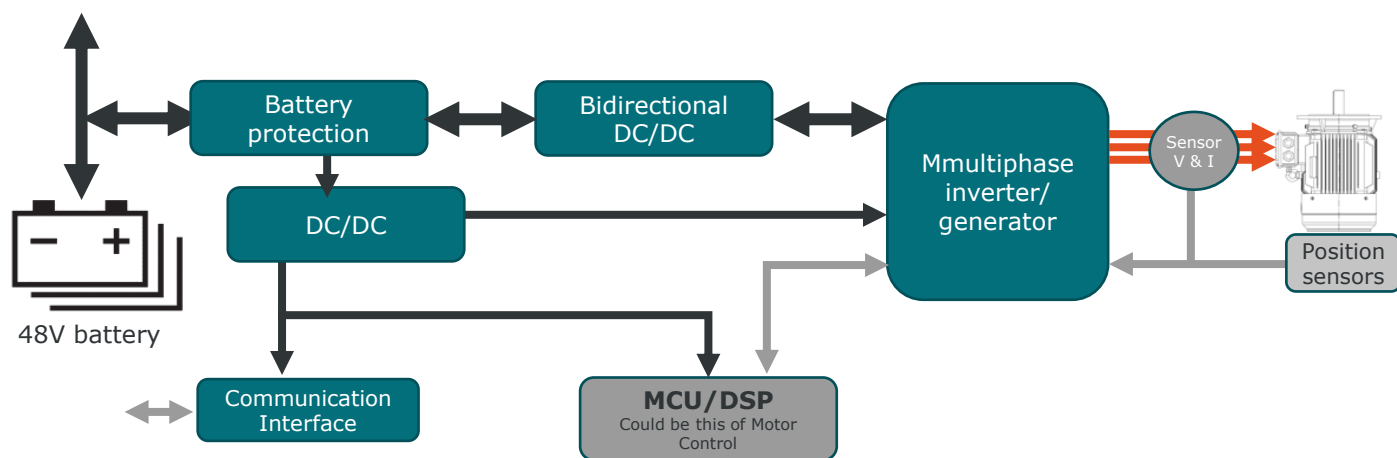 Battery
protection
Bidirectional
DC/DC
Mmultiphase
inverter/
generator
Sensor
V & I
DC/DC
Position
sensors
48V battery
Communication
Interface
MCU/DSP
Could be this of Motor
Control